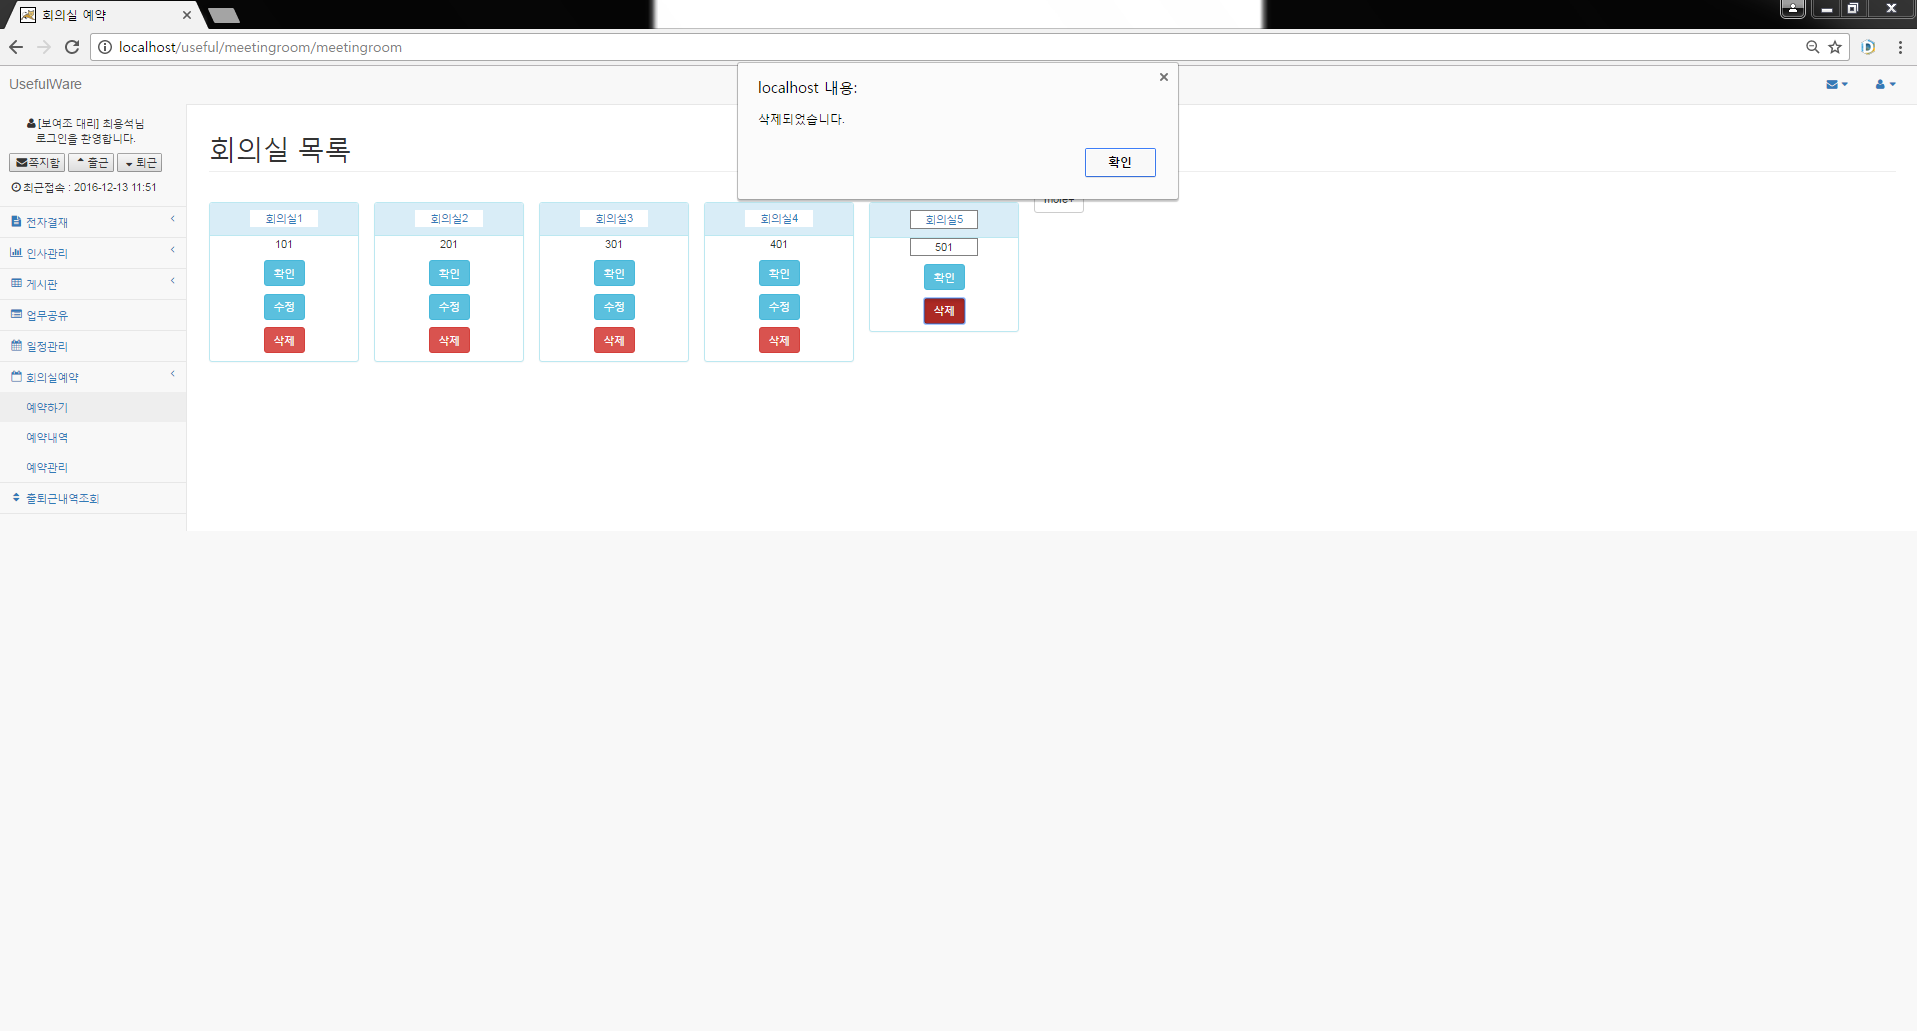 회의실 예약
localhost/useful/meetingroom/meetingroom
UsefulWare
localhost 내용:
삭제되었습니다.
확인
[보여조 대리] 최용석님
로그인을 환영합니다.
쪽지함 출근 퇴근
최근접속 : 2016-12-13 11:51
전자결재
인사관리
게시판
업무공유
일정관리
회의실예약
예약하기
예약내역
예약관리
출퇴근내역조회
회의실 목록
회의실1
101
확인
수정
삭제
회의실2
201
확인
수정
삭제
회의실3
301
확인
수정
삭제
회의실4
401
확인
수정
삭제
회의실5
501
확인
삭제
more+